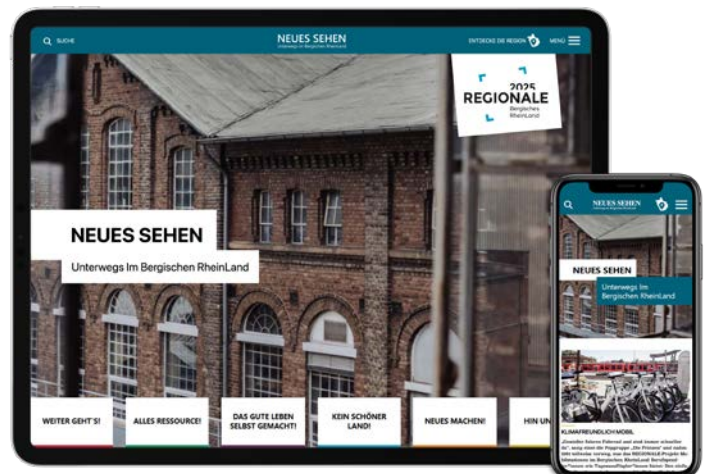 SUCHE
NEUES SEHEN
Unterwegs im Bergischen RheinLand
ENTDECKE DIE REGION
MENÜ
2025
REGIONALE
Bergisches
RheinLand
NEUES SEHEN
Unterwegs Im Bergischen RheinLand
WEITER GEHT'S!
ALLES RESSOURCE!
DAS GUTE LEBEN
SELBST GEMACHT!
KEIN SCHÖNER
LAND!
NEUES MACHEN!
HIN UN
NEUES SEHEN
NEUES SEHEN
Unterwegs Im
Bergischen RheinLand
KLIMAFREUNDLICH MOBIL